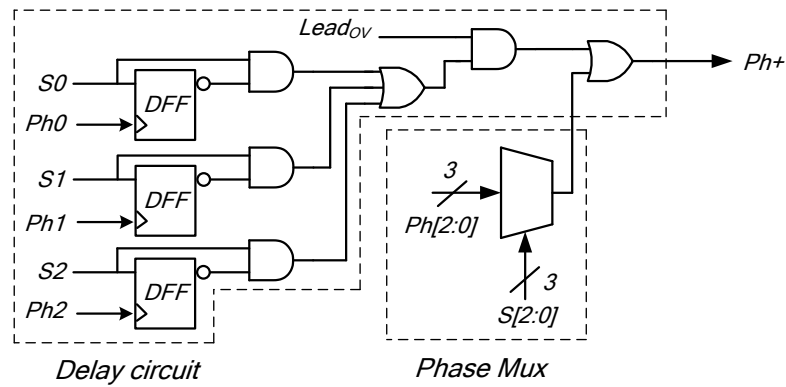 Lead_OV
S0
DFF
Ph0
Ph+
S1
DFF
Ph1
3
Ph[2:0]
S2
DFF
Ph2
3
S[2:0]
Delay circuit
Phase Mux